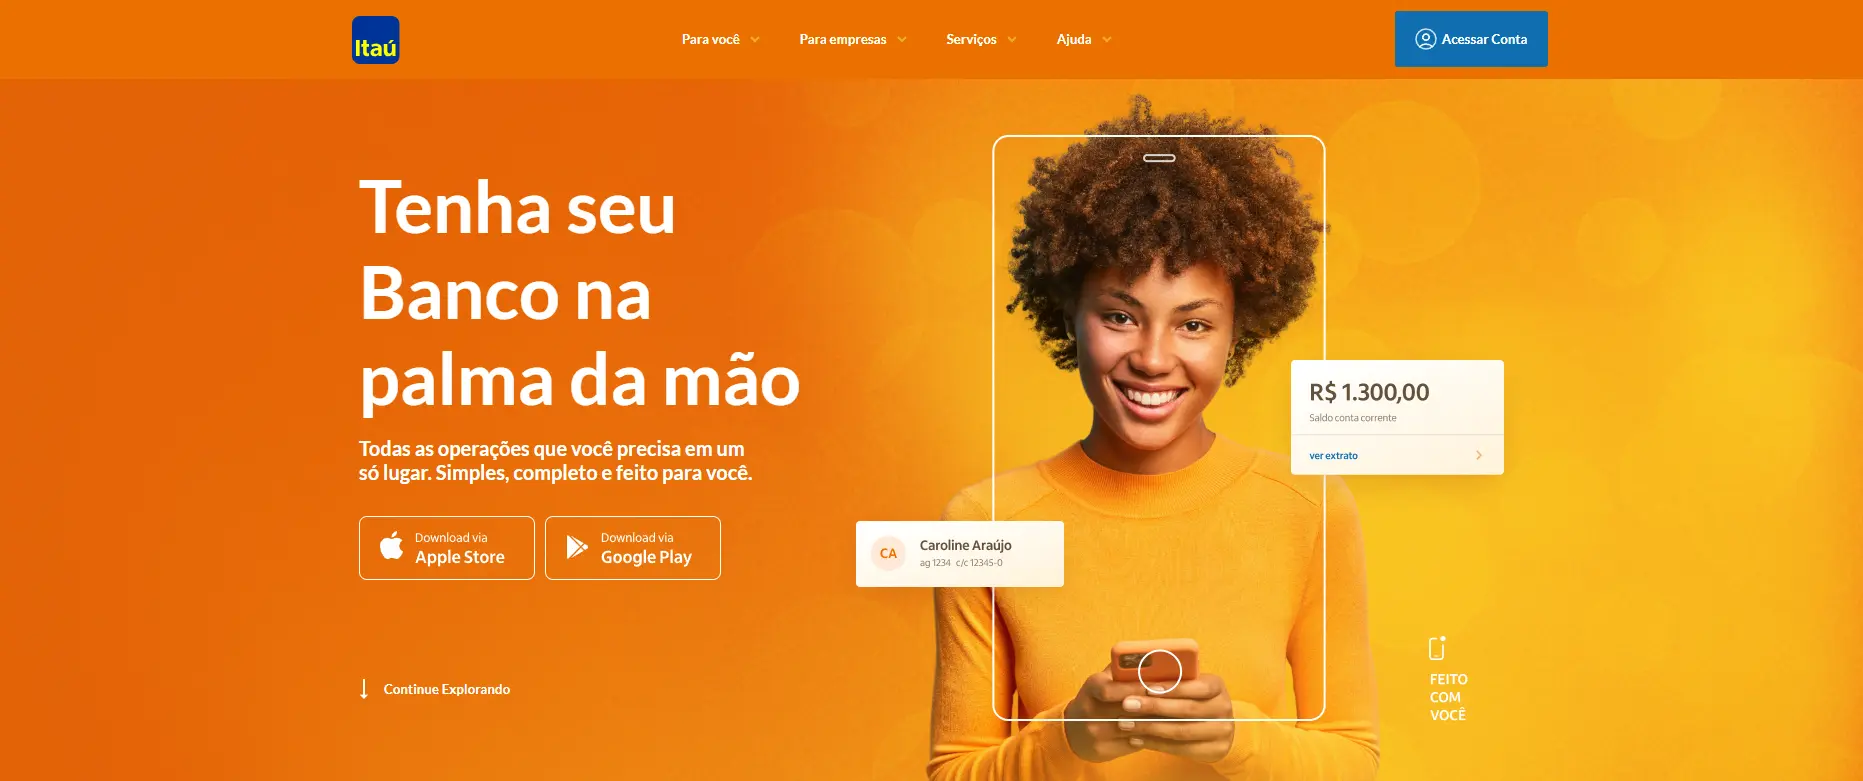 Itaú
Para você
Para empresas
Serviços
Ajuda
Acessar Conta
Tenha seu
Banco na
palma da mão
Todas as operações que você precisa em um
só lugar. Simples, completo e feito para você.
Download via
Apple Store
Download via
Google Play
Continue Explorando
R$ 1.300,00
Saldo conta corrente
ver extrato
CA
Caroline Araújo
ag 1234 c/c 12345-0
FEITO
COM
VOCÊ